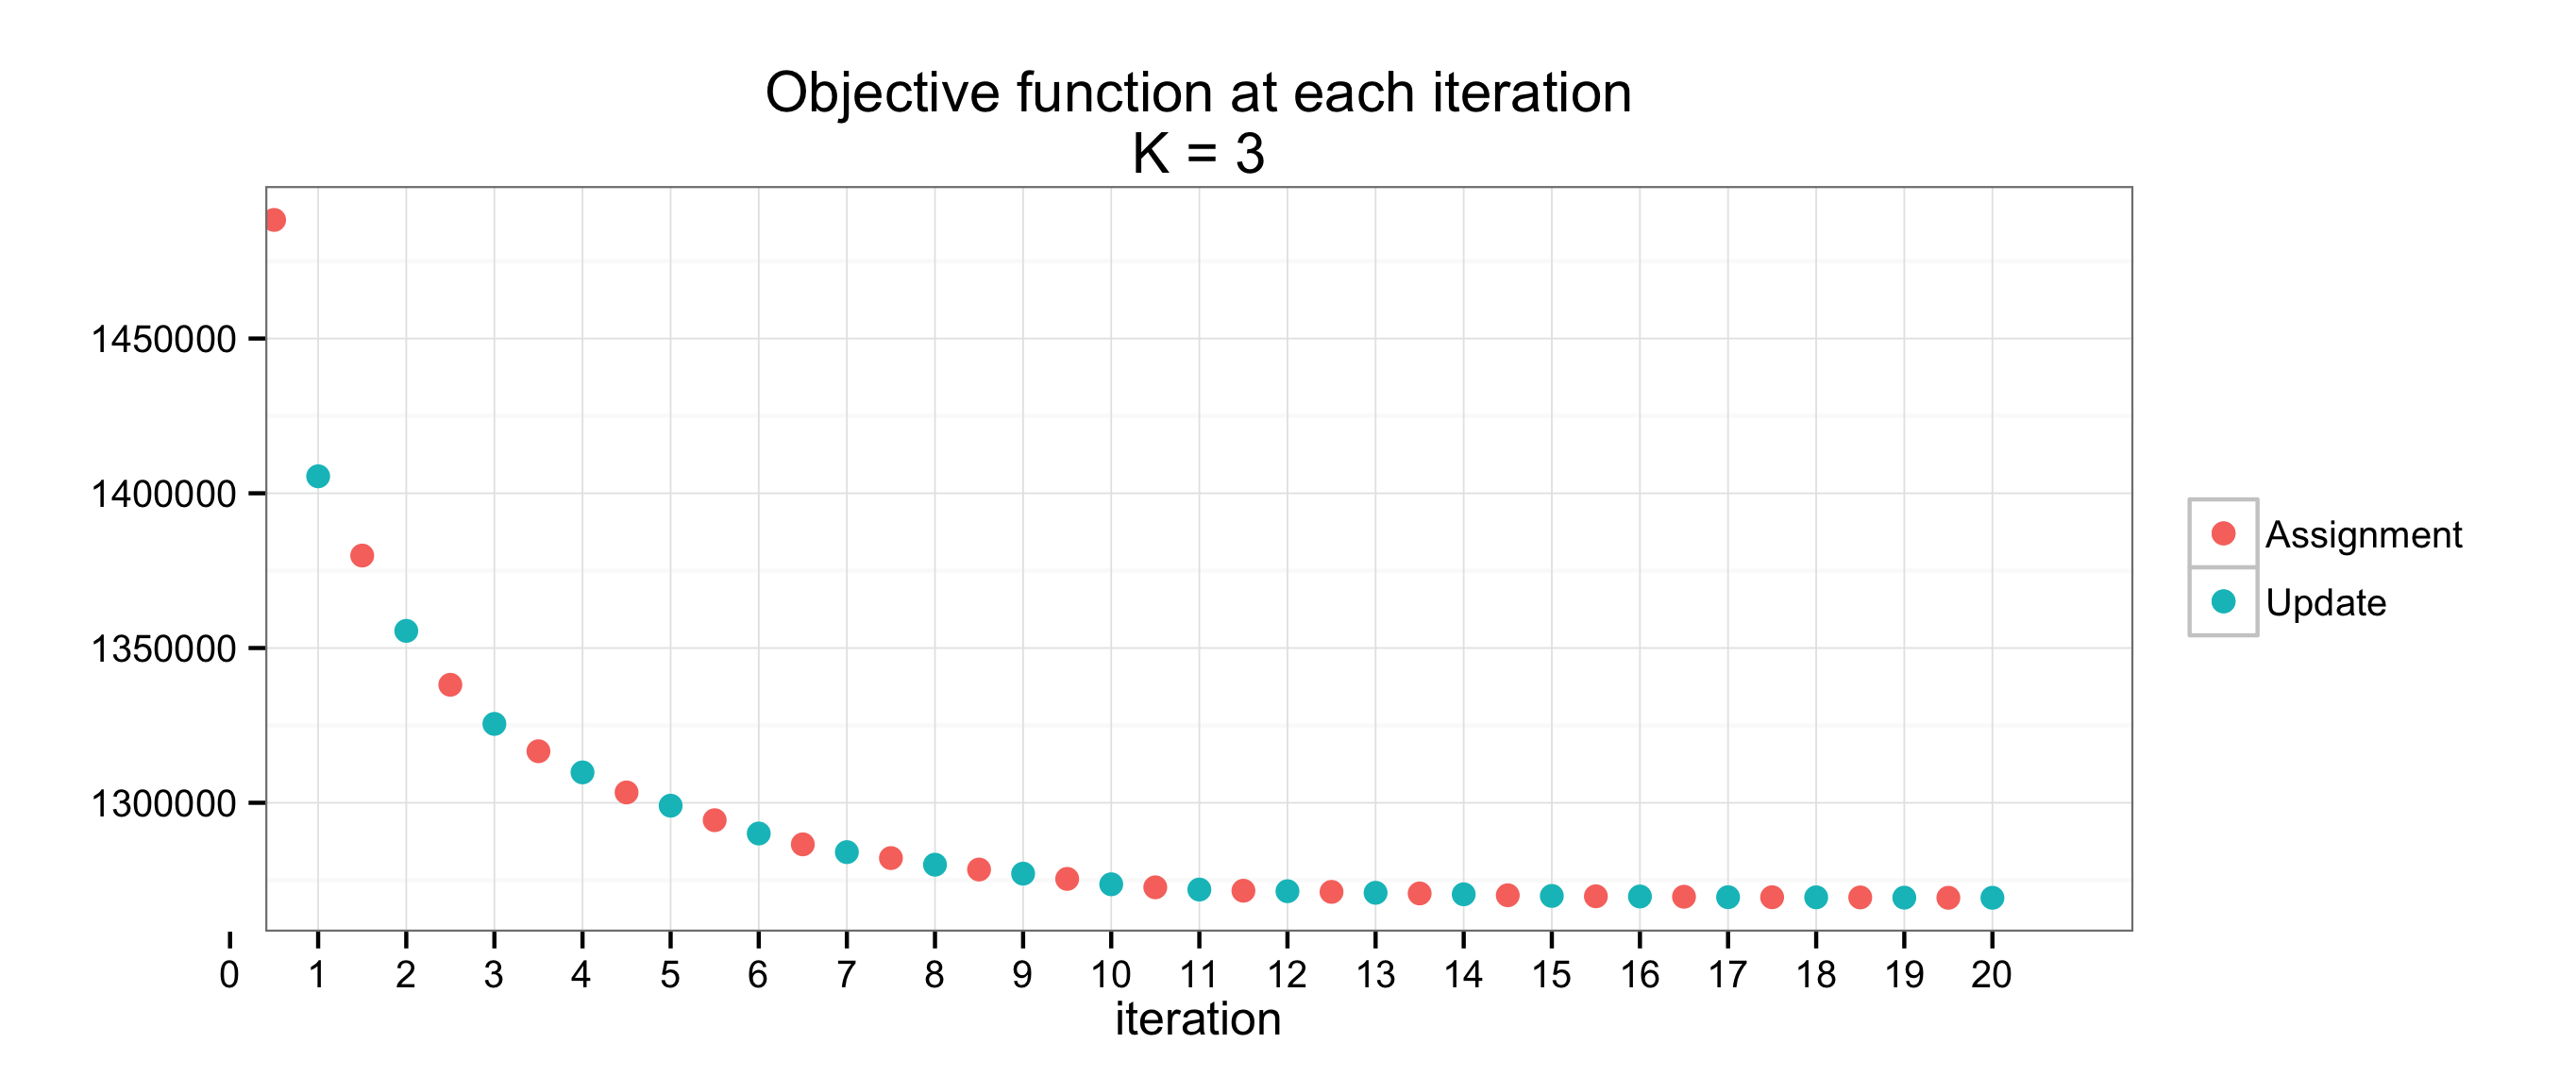 Objective function at each iteration
K = 3
1450000
1400000
1350000
1300000
Assignment
Update
0 1 2 3 4 5 6 7 8 9 10 11 12 13 14 15 16 17 18 19 20
iteration